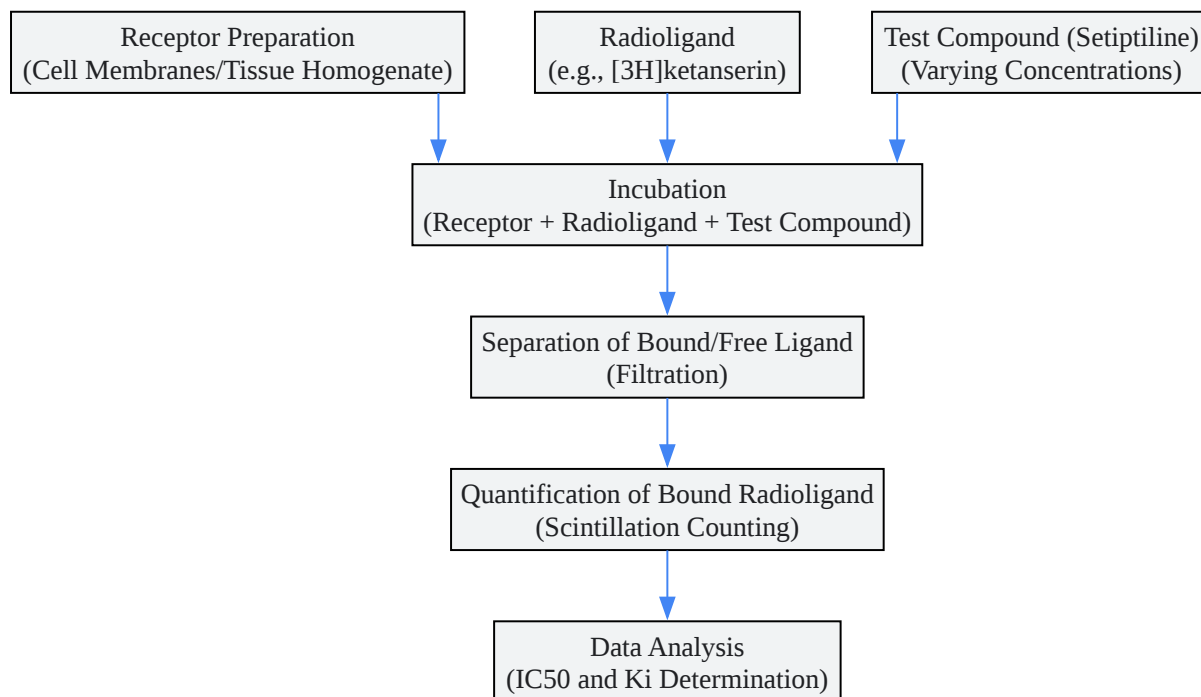 Receptor Preparation
(Cell Membranes/Tissue Homogenate)
Radioligand
(e.g., [3H]ketanserin)
Test Compound (Setiptiline)
(Varying Concentrations)
Incubation
(Receptor + Radioligand + Test Compound)
Separation of Bound/Free Ligand
(Filtration)
Quantification of Bound Radioligand
(Scintillation Counting)
Data Analysis
(IC50 and Ki Determination)